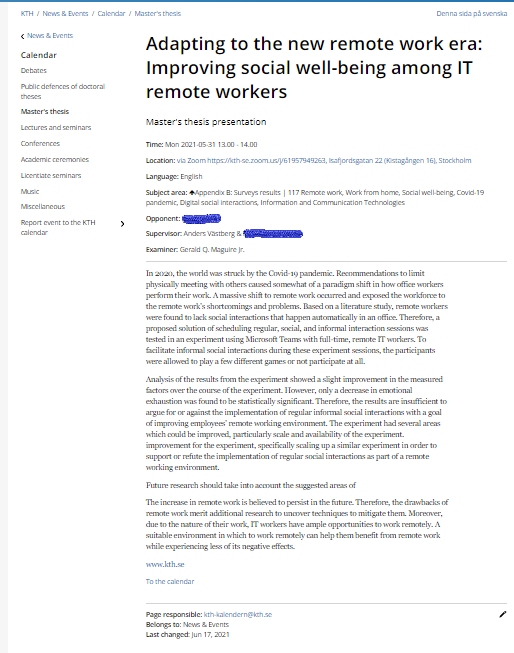 KTH / News & Events / Calendar / Master's thesis
Denna sida på svenska
News & Events
Calendar
Debates
Public defences of doctoral
theses
Master's thesis
Lectures and seminars
Conferences
Academic ceremonies
Licentiate seminars
Music
Miscellaneous
Report event to the KTH
calendar
Adapting to the new remote work era:
Improving social well-being among IT
remote workers
Master's thesis presentation
Time: Mon 2021-05-31 13.00 - 14.00
Location: via Zoom https://kth-se.zoom.us/j/61957949263, Isafjordsgatan 22 (Kistagången 16), Stockholm
Language: English
Subject area: ♠Appendix B: Surveys results | 117 Remote work, Work from home, Social well-being, Covid-19
pandemic, Digital social interactions, Information and Communication Technologies
Opponent:
Supervisor: Anders Västberg &
Examiner: Gerald Q. Maguire Jr.
In 2020, the world was struck by the Covid-19 pandemic. Recommendations to limit
physically meeting with others caused somewhat of a paradigm shift in how office workers
perform their work. A massive shift to remote work occurred and exposed the workforce to
the remote work's shortcomings and problems. Based on a literature study, remote workers
were found to lack social interactions that happen automatically in an office. Therefore, a
proposed solution of scheduling regular, social, and informal interaction sessions was
tested in an experiment using Microsoft Teams with full-time, remote IT workers. To
facilitate informal social interactions during these experiment sessions, the participants
were allowed to play a few different games or not participate at all.
Analysis of the results from the experiment showed a slight improvement in the measured
factors over the course of the experiment. However, only a decrease in emotional
exhaustion was found to be statistically significant. Therefore, the results are insufficient to
argue for or against the implementation of regular informal social interactions with a goal
of improving employees' remote working environment. The experiment had several areas
which could be improved, particularly scale and availability of the experiment.
improvement for the experiment, specifically scaling up a similar experiment in order to
support or refute the implementation of regular social interactions as part of a remote
working environment.
Future research should take into account the suggested areas of
The increase in remote work is believed to persist in the future. Therefore, the drawbacks of
remote work merit additional research to uncover techniques to mitigate them. Moreover,
due to the nature of their work, IT workers have ample opportunities to work remotely. A
suitable environment in which to work remotely can help them benefit from remote work
while experiencing less of its negative effects.
www.kth.se
To the calendar
Page responsible: kth-kalendern@kth.se
Belongs to: News & Events
Last changed: Jun 17, 2021